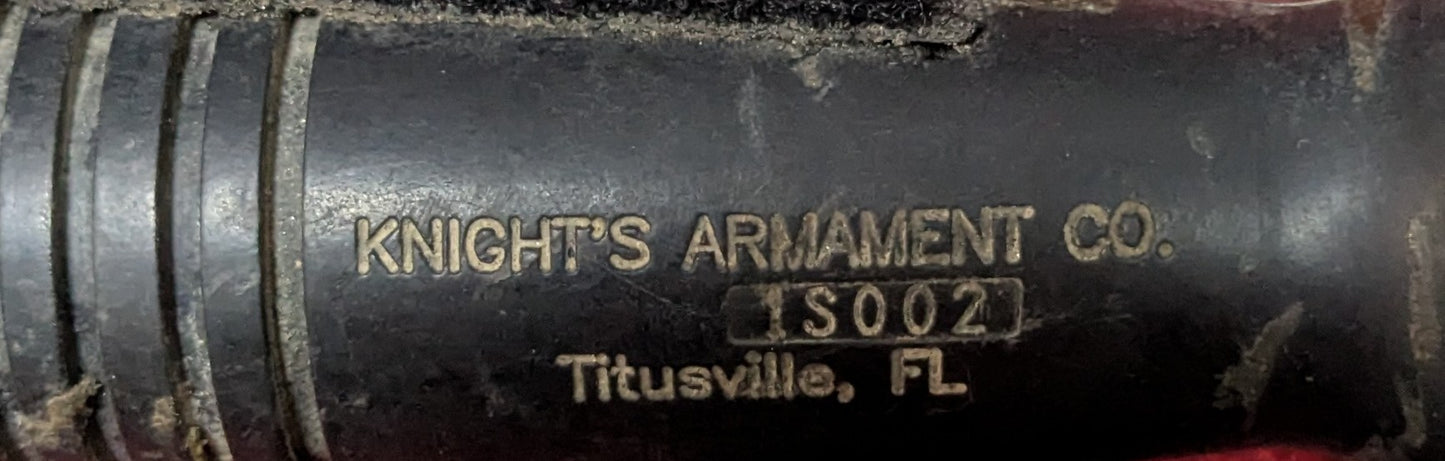 KNIGHT'S ARMAMENT CO.
1S002
Titusville, FL